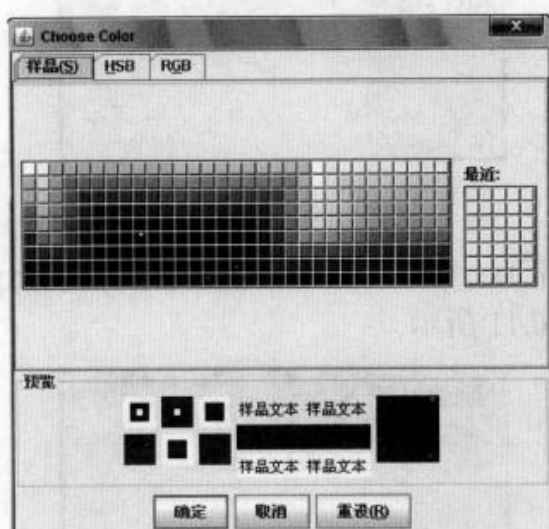 Choose Color
样品(S) HSB RGB
最近:
预览
样品文本 样品文本
样品文本 样品文本
确定 取消 重设(R)